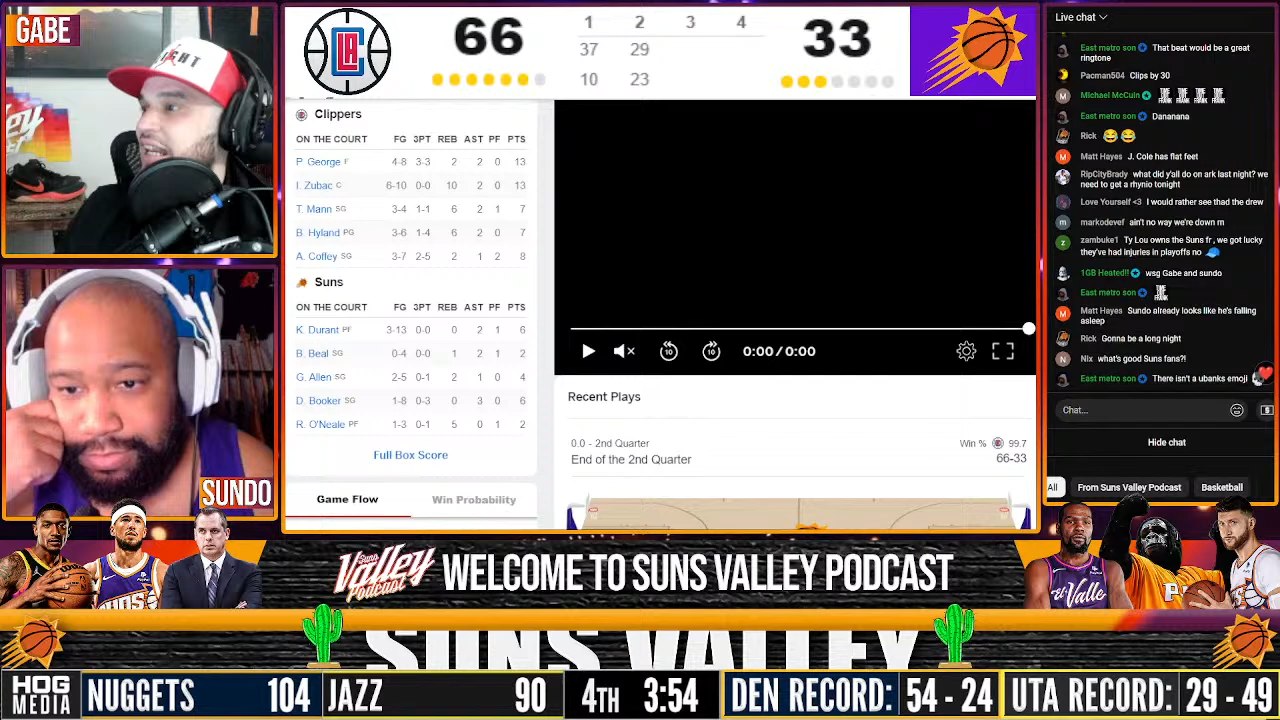 GABE
SUNDO
66
1 2 3 4
37 29
10 23
33
Clippers
ON THE COURT FG 3PT REB AST PF PTS
P. George F 4-8 3-3 2 2 0 13
I. Zubac C 6-10 0-0 10 2 0 13
T. Mann SG 3-4 1-1 6 2 1 7
B. Hyland PG 3-6 1-4 6 2 0 7
A. Coffey SG 3-7 2-5 2 1 2 8
Suns
ON THE COURT FG 3PT REB AST PF PTS
K. Durant PF 3-13 0-0 0 2 1 6
B. Beal SG 0-4 0-0 1 2 1 2
G. Allen SG 2-5 0-1 2 1 0 4
D. Booker SG 1-8 0-3 0 3 0 6
R. O'Neale PF 1-3 0-1 5 0 1 2
Full Box Score
Game Flow Win Probability
10 10 0:00 / 0:00
Recent Plays
0.0 - 2nd Quarter Win % 99.7
End of the 2nd Quarter 66-33
Live chat
East metro son That beat would be a great
ringtone
Pacman504 Clips by 30
Michael McCuin
East metro son Dananana
Rick 😂😂
Matt Hayes J. Cole has flat feet
RipCityBrady what did y'all do on ark last night? we
need to get a rhynio tonight
Love Yourself <3 I would rather see thad the drew
markodevef ain't no way we're down rn
zambuke1 Ty Lou owns the Suns fr , we got lucky
they've had injuries in playoffs no 🧢
1GB Heated!! wsg Gabe and sundo
East metro son
Matt Hayes Sundo already looks like he's falling
asleep
Rick Gonna be a long night
Nix what's good Suns fans?!
East metro son There isn't a ubanks emoji
Chat...
Hide chat
All From Suns Valley Podcast Basketball
Suns Valley Podcast WELCOME TO SUNS VALLEY PODCAST
SUNS VALLEY
HOG MEDIA NUGGETS 104 JAZZ 90 4TH 3:54 DEN RECORD: 54 - 24 UTA RECORD: 29 - 49